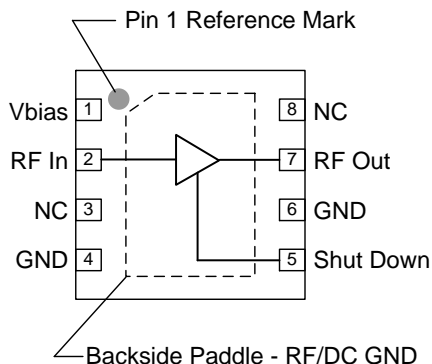 Pin 1 Reference Mark
Vbias 1
8 NC
RF In 2
7 RF Out
NC 3
6 GND
GND 4
5 Shut Down
Backside Paddle - RF/DC GND